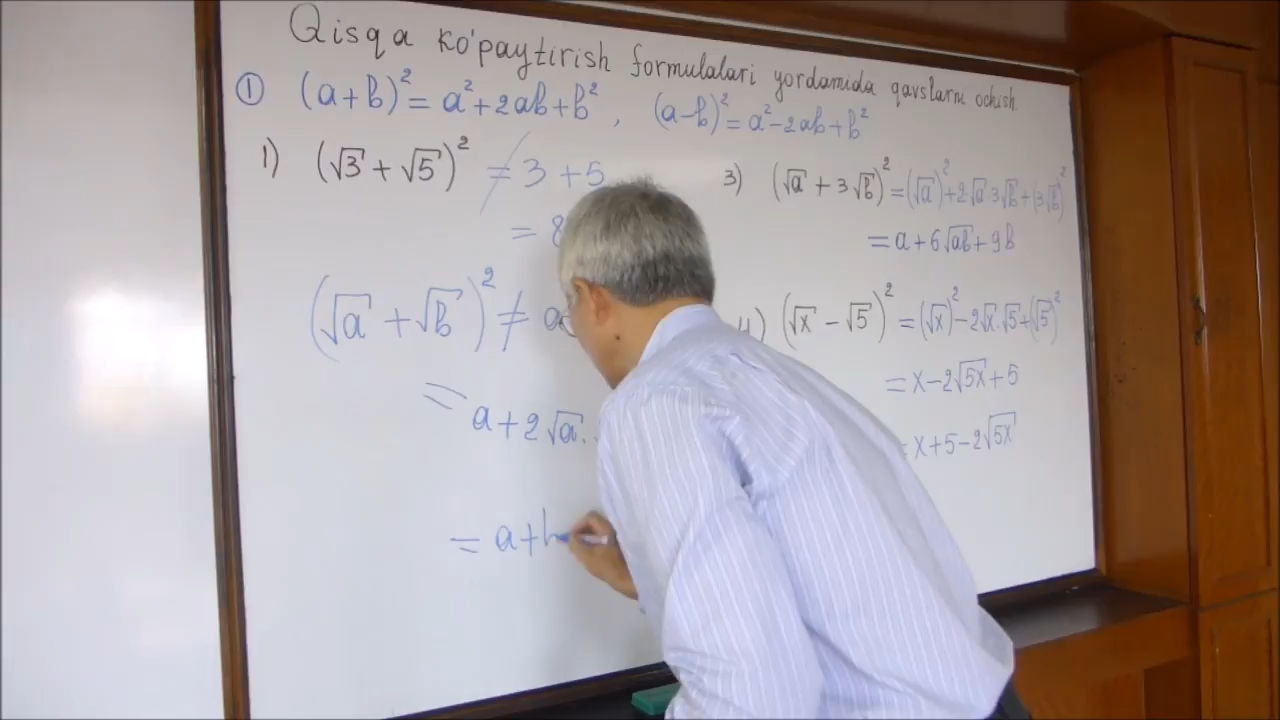 Qisqa ko'paytirish formulalari yordamida qavslarni ochish.
① (a+b)² = a²+2ab+b² , (a-b)² = a²-2ab+b²
1) (√3 + √5)² ≠ 3 + 5
= 8
(√a + √b)² ≠ a
= a + 2√a ·
= a + b
3) (√a + 3√b)² = (√a)² + 2√a · 3√b + (3√b)²
= a + 6√ab + 9b
4) (√x - √5)² = (√x)² - 2√x · √5 + (√5)²
= x - 2√5x + 5
= x + 5 - 2√5x